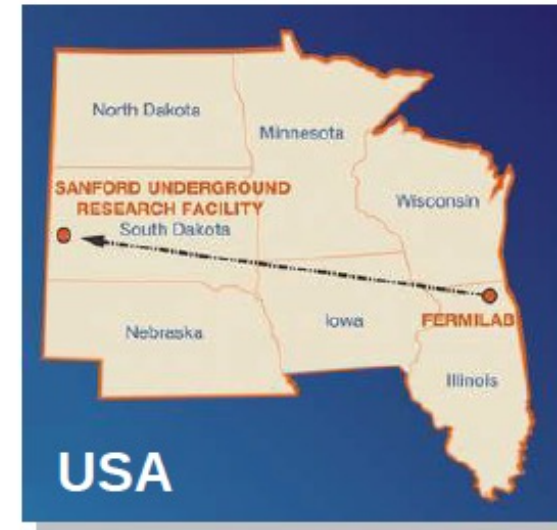 North Dakota
Minnesota
SANFORD UNDERGROUND
RESEARCH FACILITY
South Dakota
Wisconsin
Nebraska
Iowa
FERMILAB
Illinois
USA